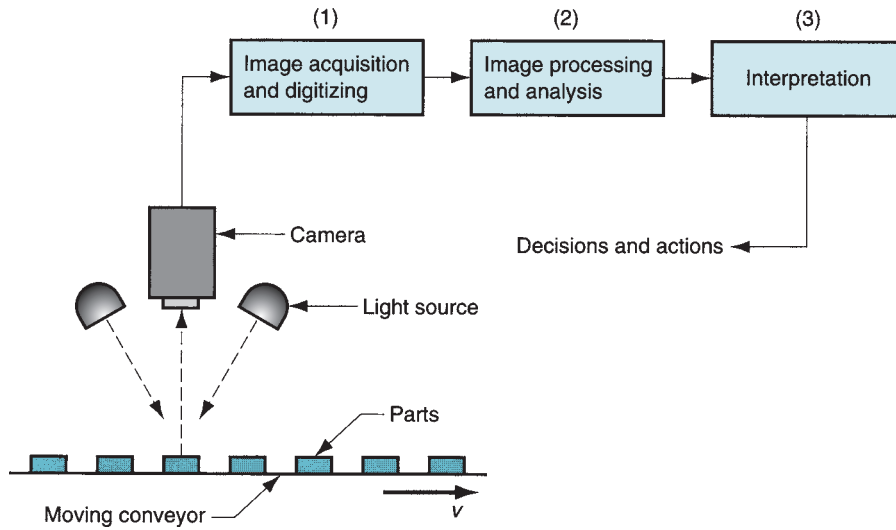 (1)
(2)
(3)
Image acquisition
and digitizing
Image processing
and analysis
Interpretation
Camera
Decisions and actions
Light source
Parts
Moving conveyor
v